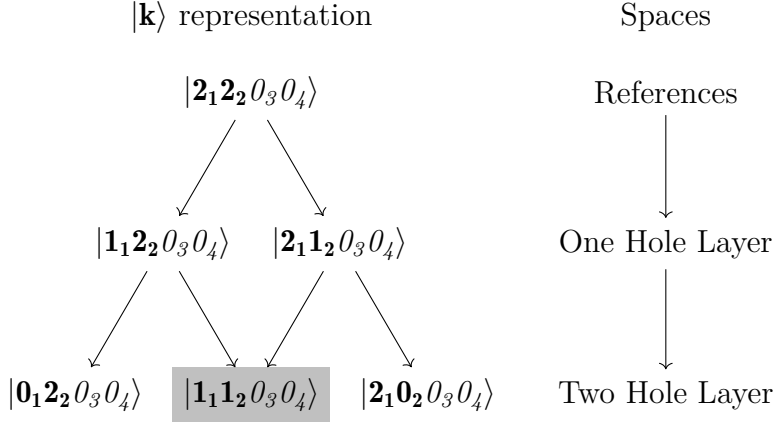 |k⟩ representation Spaces
|2₁2₂0₃0₄⟩ References
|1₁2₂0₃0₄⟩ |2₁1₂0₃0₄⟩ One Hole Layer
|0₁2₂0₃0₄⟩ |1₁1₂0₃0₄⟩ |2₁0₂0₃0₄⟩ Two Hole Layer